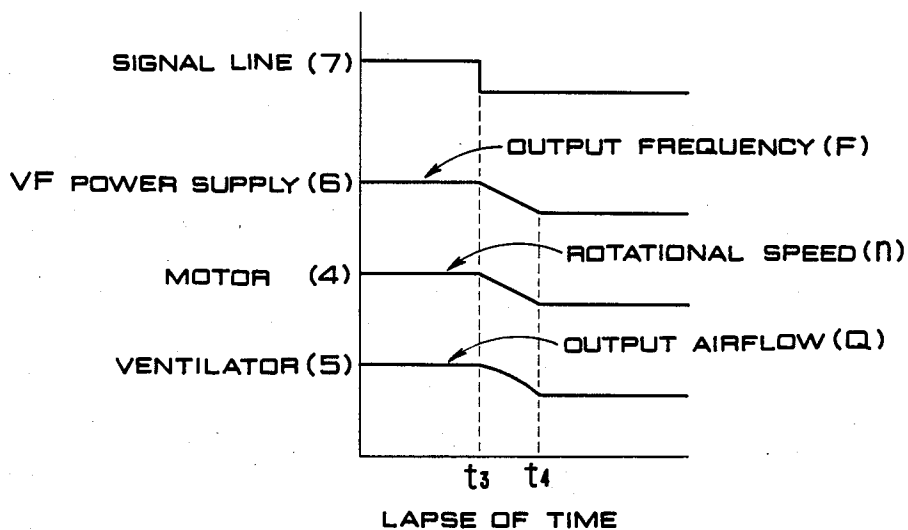 SIGNAL LINE (7)
OUTPUT FREQUENCY (F)
VF POWER SUPPLY (6)
ROTATIONAL SPEED (n)
MOTOR (4)
OUTPUT AIRFLOW (Q)
VENTILATOR (5)
t3 t4
LAPSE OF TIME